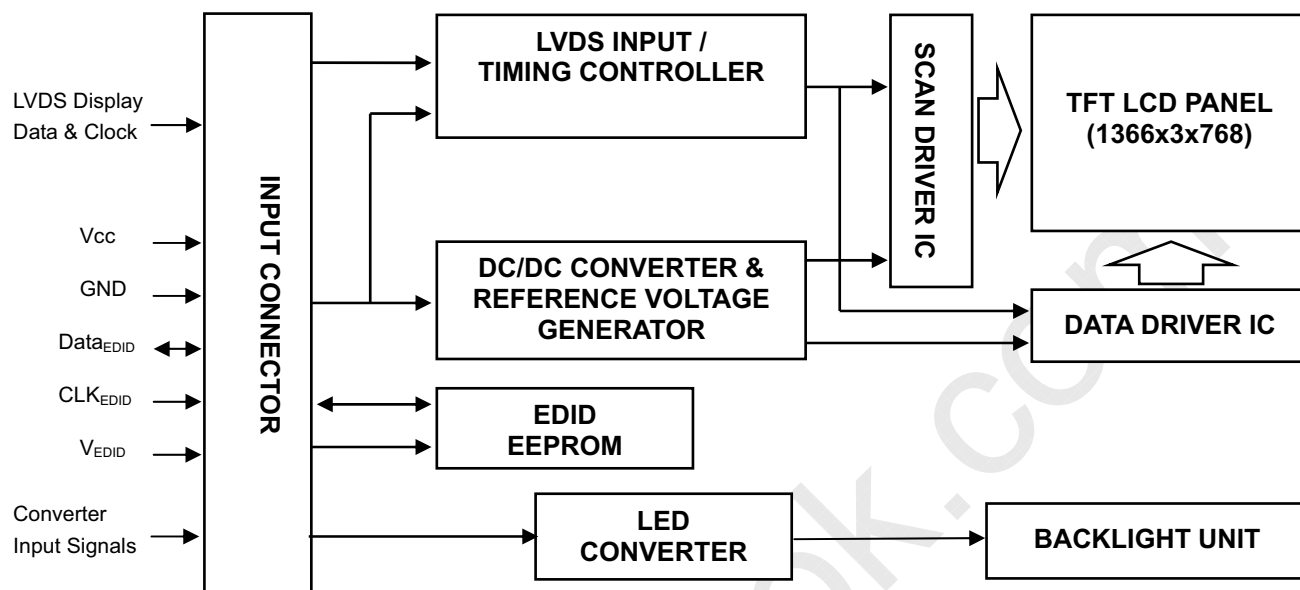 LVDS Display
Data & Clock
Vcc
GND
DataEDID
CLKEDID
VEDID
Converter
Input Signals
INPUT CONNECTOR
LVDS INPUT /
TIMING CONTROLLER
DC/DC CONVERTER &
REFERENCE VOLTAGE
GENERATOR
EDID
EEPROM
LED
CONVERTER
SCAN DRIVER IC
TFT LCD PANEL
(1366x3x768)
DATA DRIVER IC
BACKLIGHT UNIT